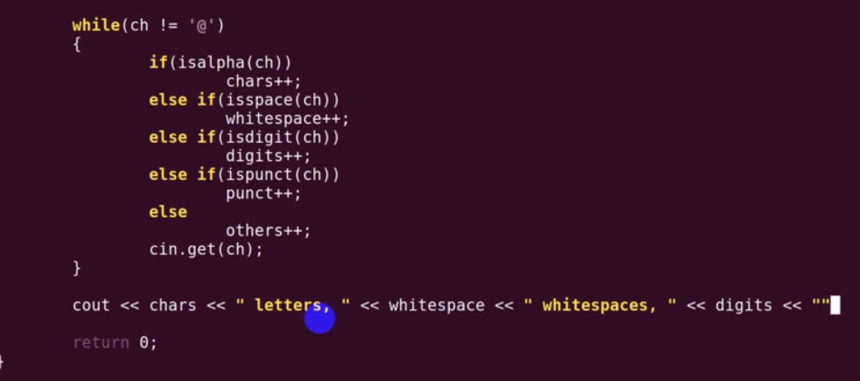 while(ch != '@')
{
if(isalpha(ch))
chars++;
else if(isspace(ch))
whitespace++;
else if(isdigit(ch))
digits++;
else if(ispunct(ch))
punct++;
else
others++;
cin.get(ch);
}
cout << chars << " letters, " << whitespace << " whitespaces, " << digits << ""
return 0;
}